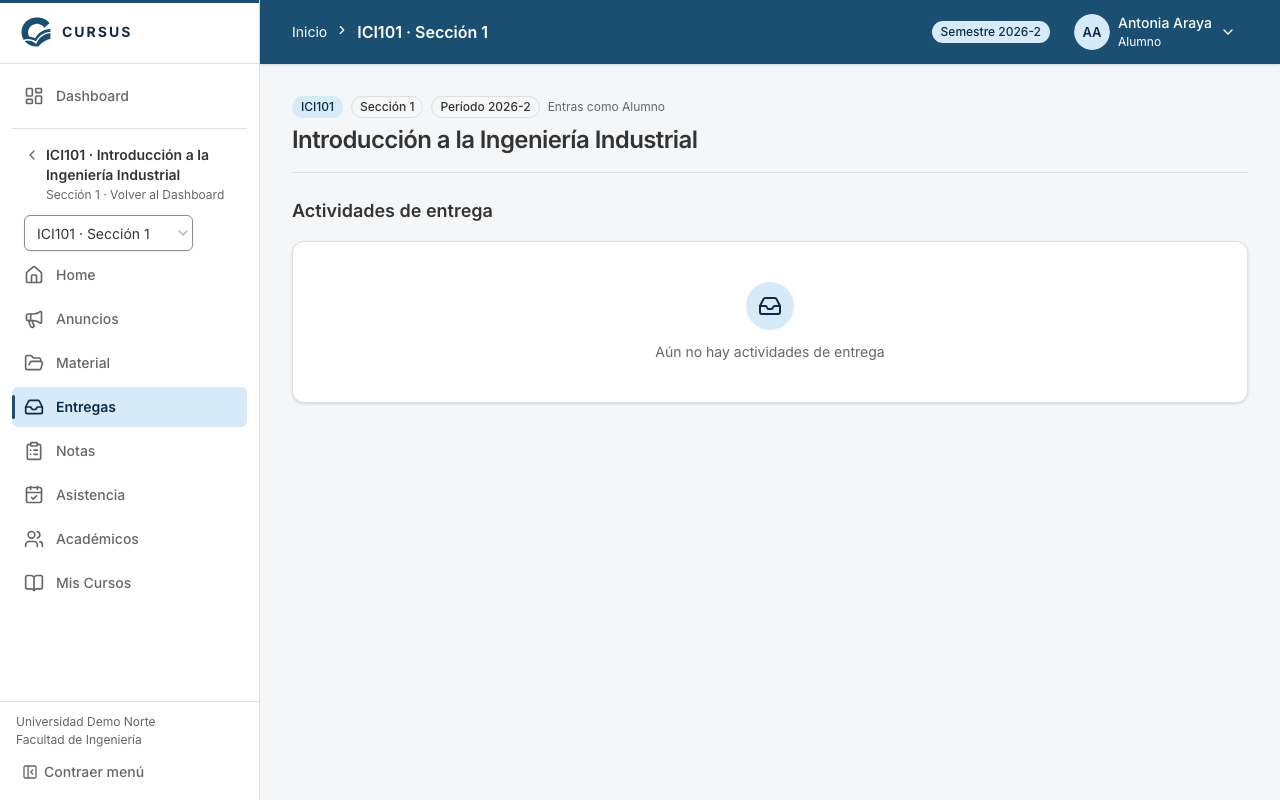 CURSUS
Inicio
ICI101 · Sección 1
Semestre 2026-2
AA
Antonia Araya
Alumno
Dashboard
ICI101 · Introducción a la
Ingeniería Industrial
Sección 1 · Volver al Dashboard
ICI101 · Sección 1
Home
Anuncios
Material
Entregas
Notas
Asistencia
Académicos
Mis Cursos
Universidad Demo Norte
Facultad de Ingeniería
Contraer menú
ICI101
Sección 1
Período 2026-2
Entras como Alumno
Introducción a la Ingeniería Industrial
Actividades de entrega
Aún no hay actividades de entrega